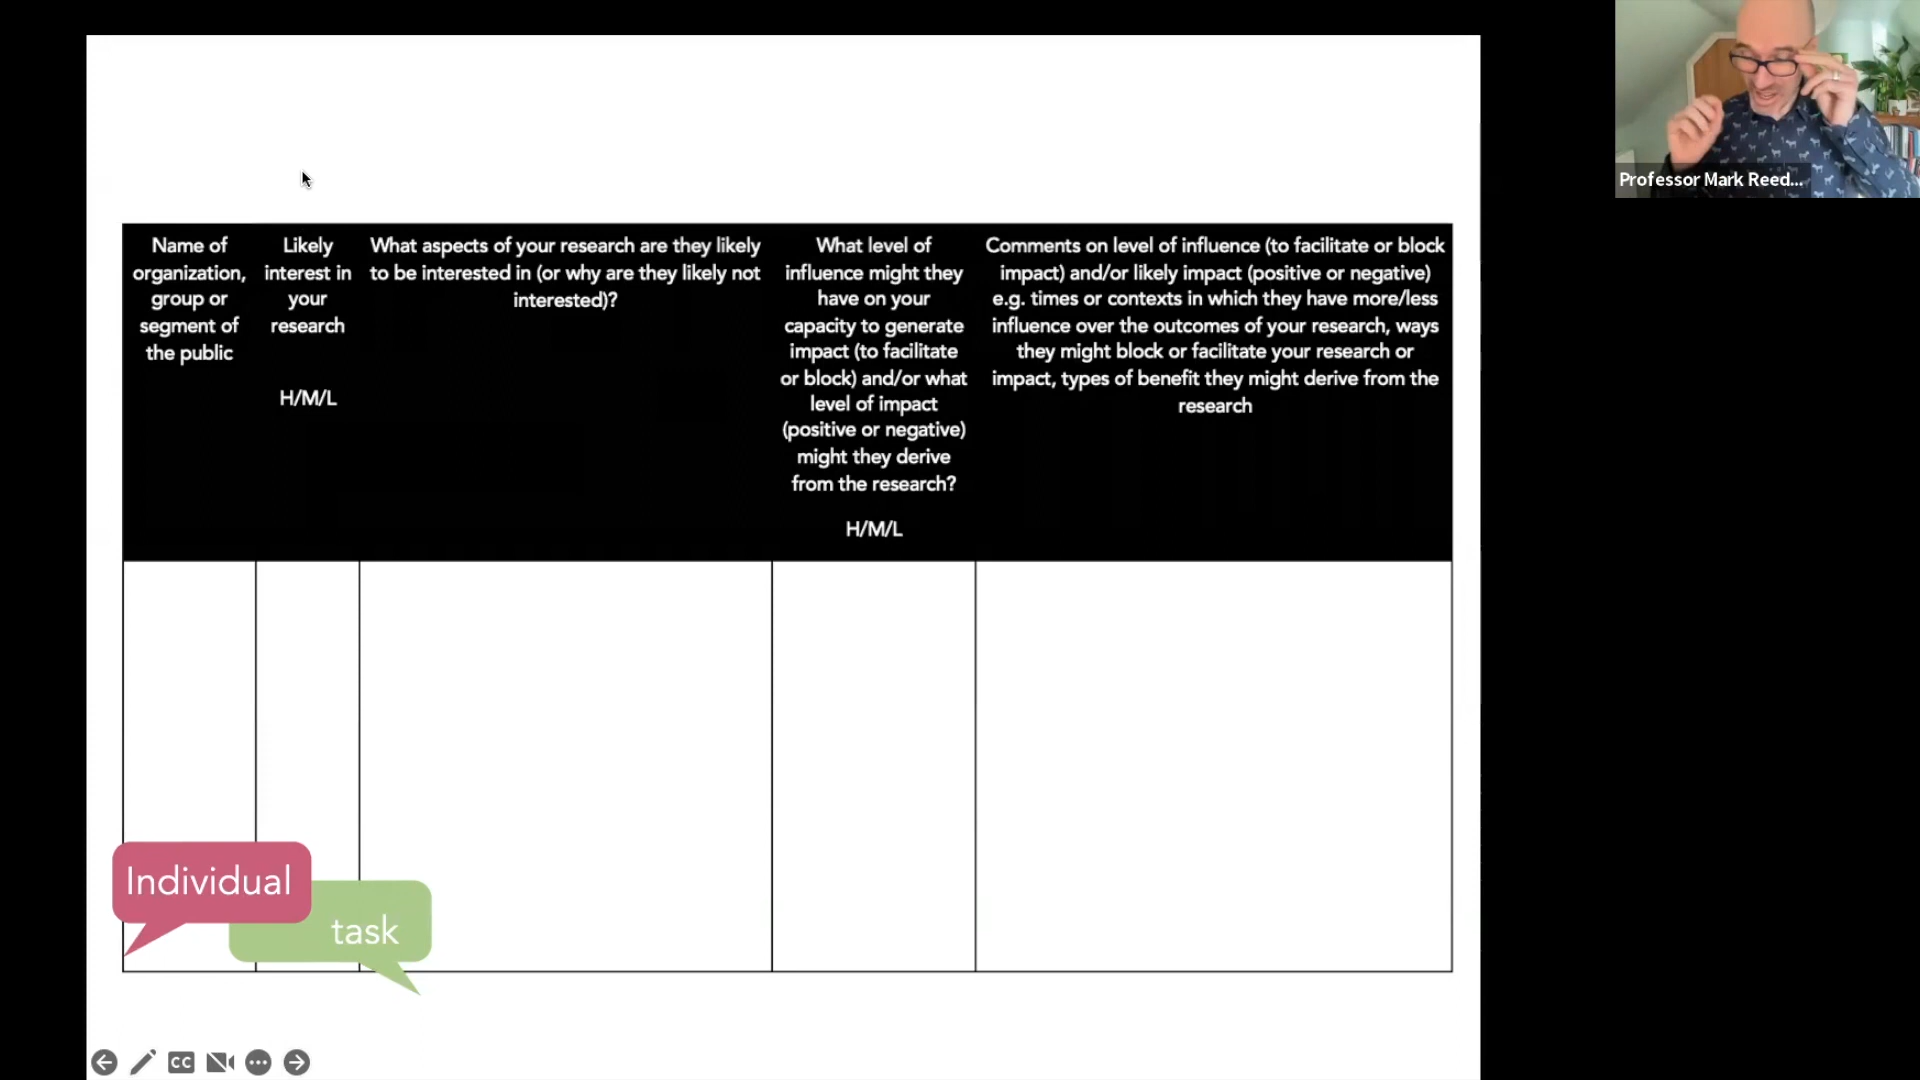 Professor Mark Reed...
Name of
organization,
group or
segment of
the public
Likely
interest in
your
research
H/M/L
What aspects of your research are they likely
to be interested in (or why are they likely not
interested)?
What level of
influence might they
have on your
capacity to generate
impact (to facilitate
or block) and/or what
level of impact
(positive or negative)
might they derive
from the research?
H/M/L
Comments on level of influence (to facilitate or block
impact) and/or likely impact (positive or negative)
e.g. times or contexts in which they have more/less
influence over the outcomes of your research, ways
they might block or facilitate your research or
impact, types of benefit they might derive from the
research
Individual
task
CC